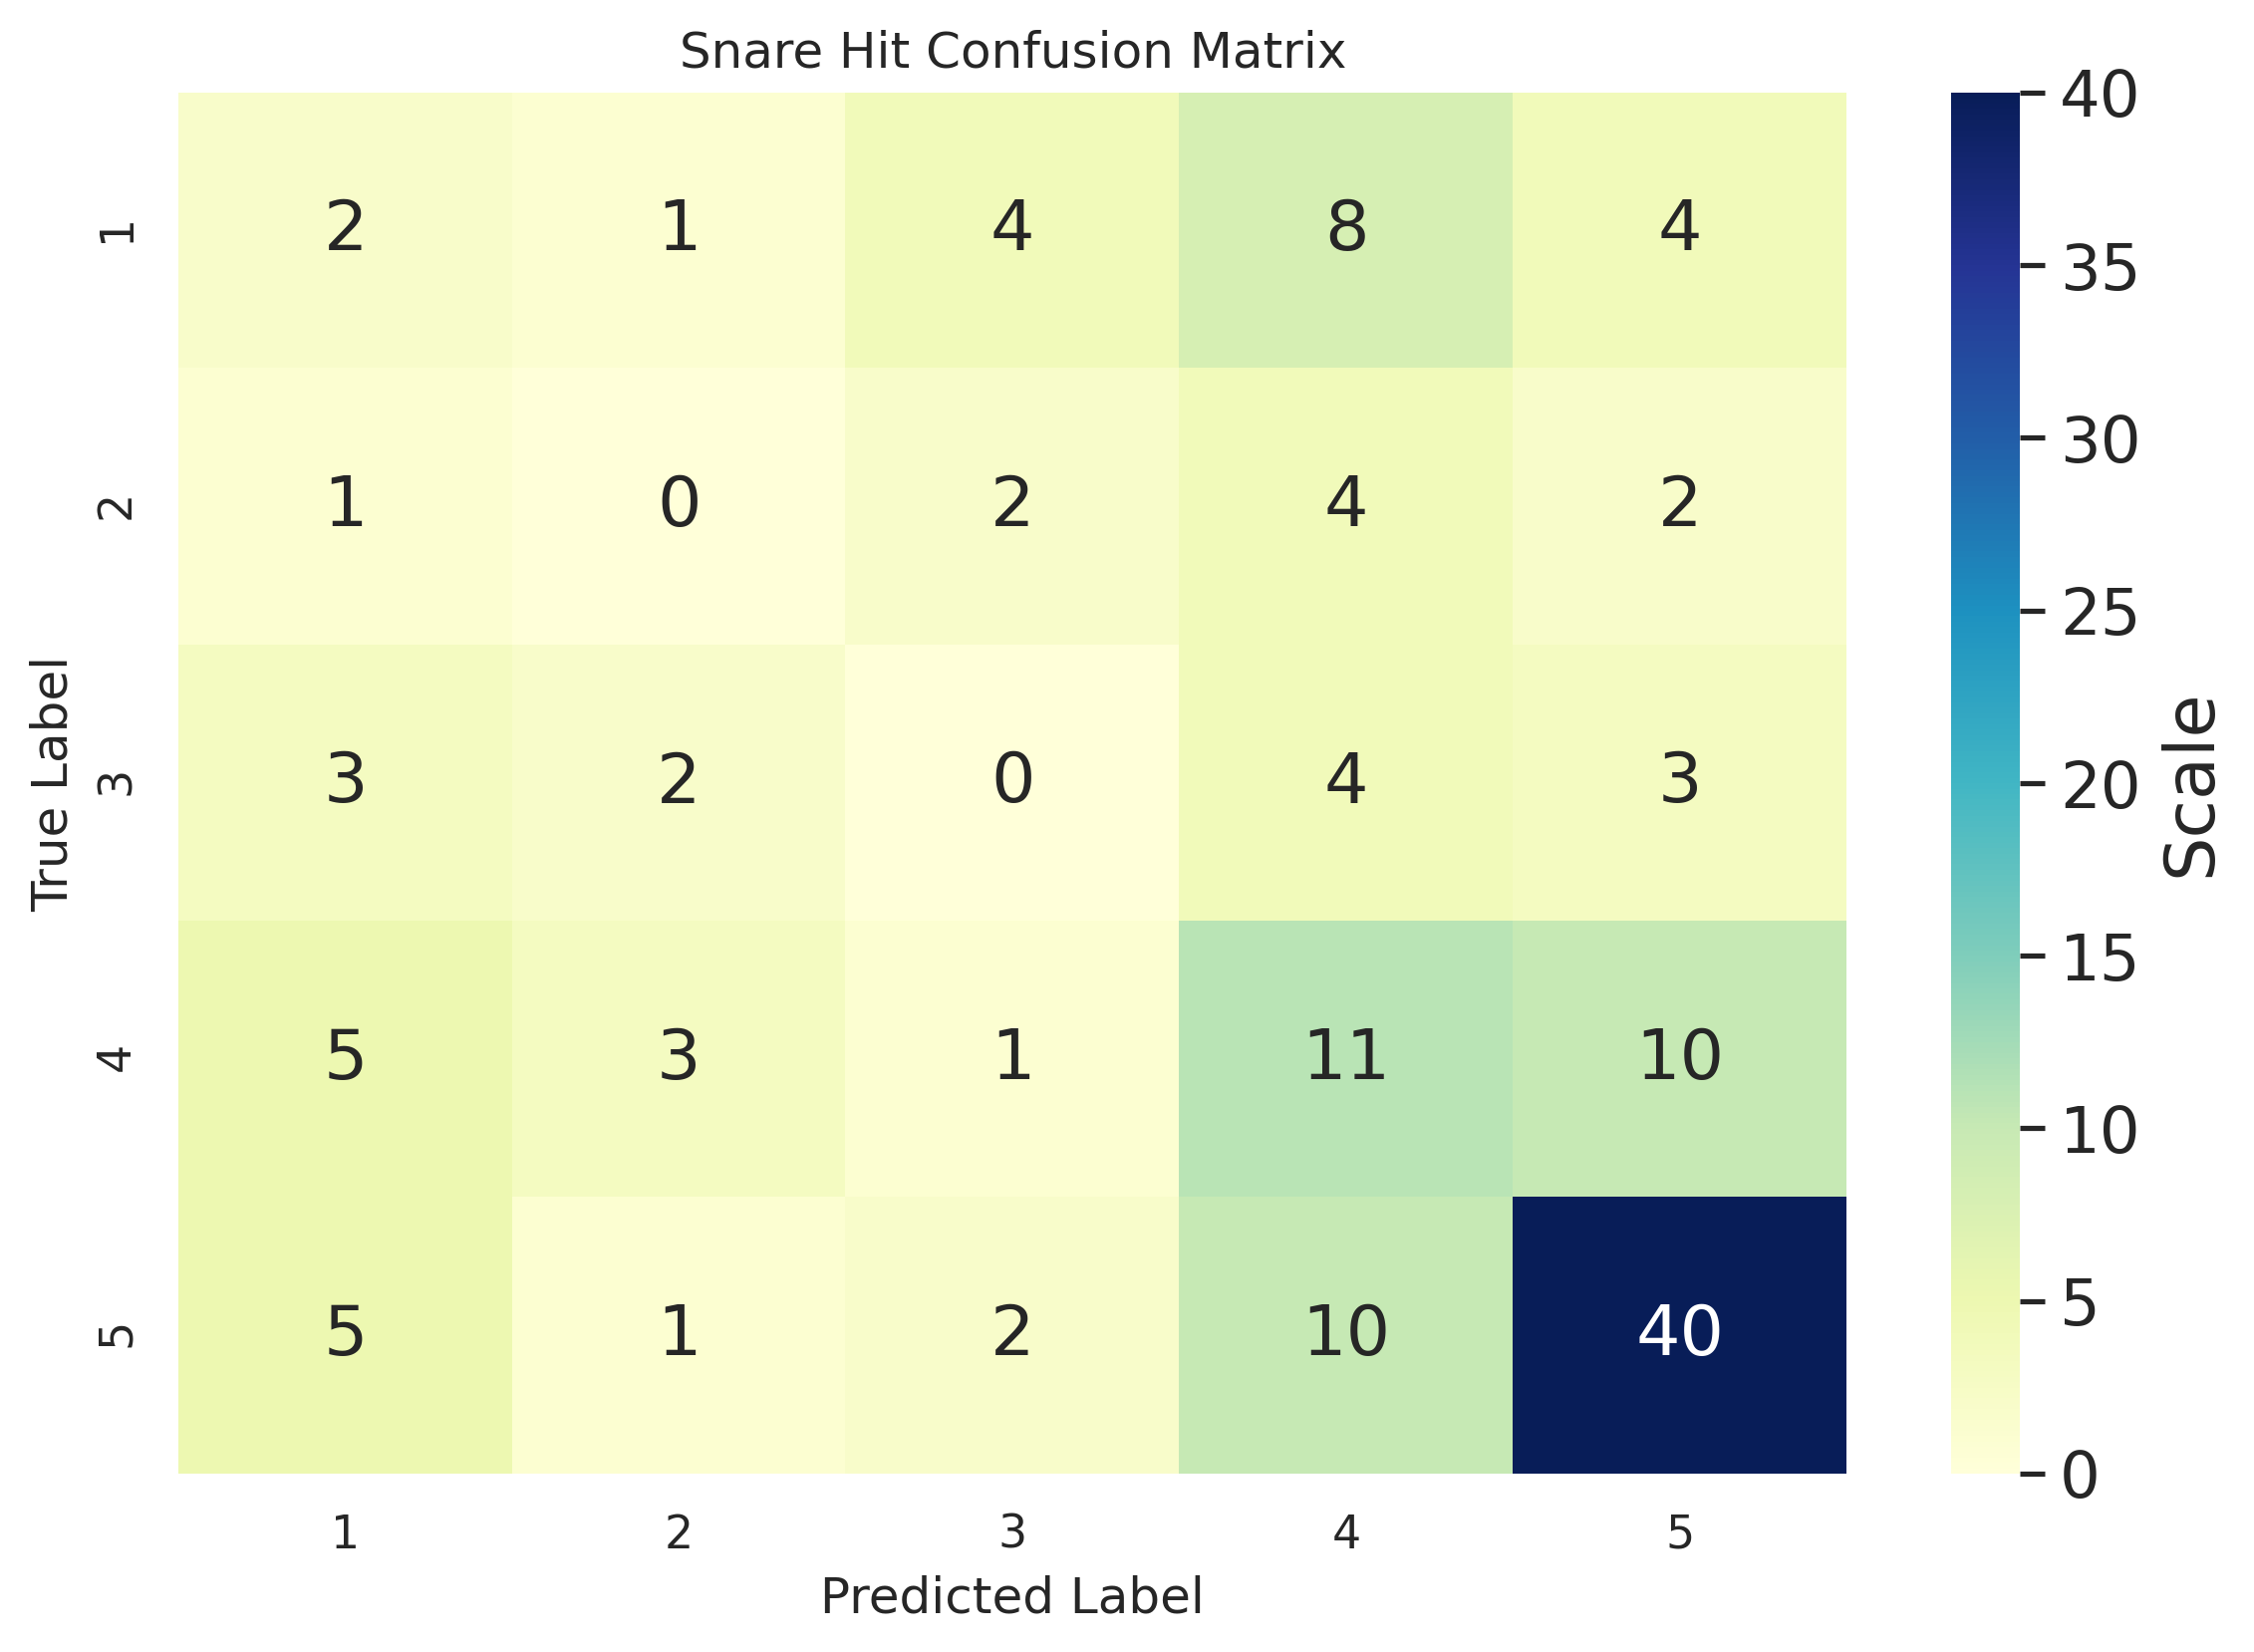 Snare Hit Confusion Matrix
1 2 1 4 8 4
2 1 0 2 4 2
3 3 2 0 4 3
4 5 3 1 11 10
5 5 1 2 10 40
1 2 3 4 5
Predicted Label
True Label
40
35
30
25
20
15
10
5
0
Scale